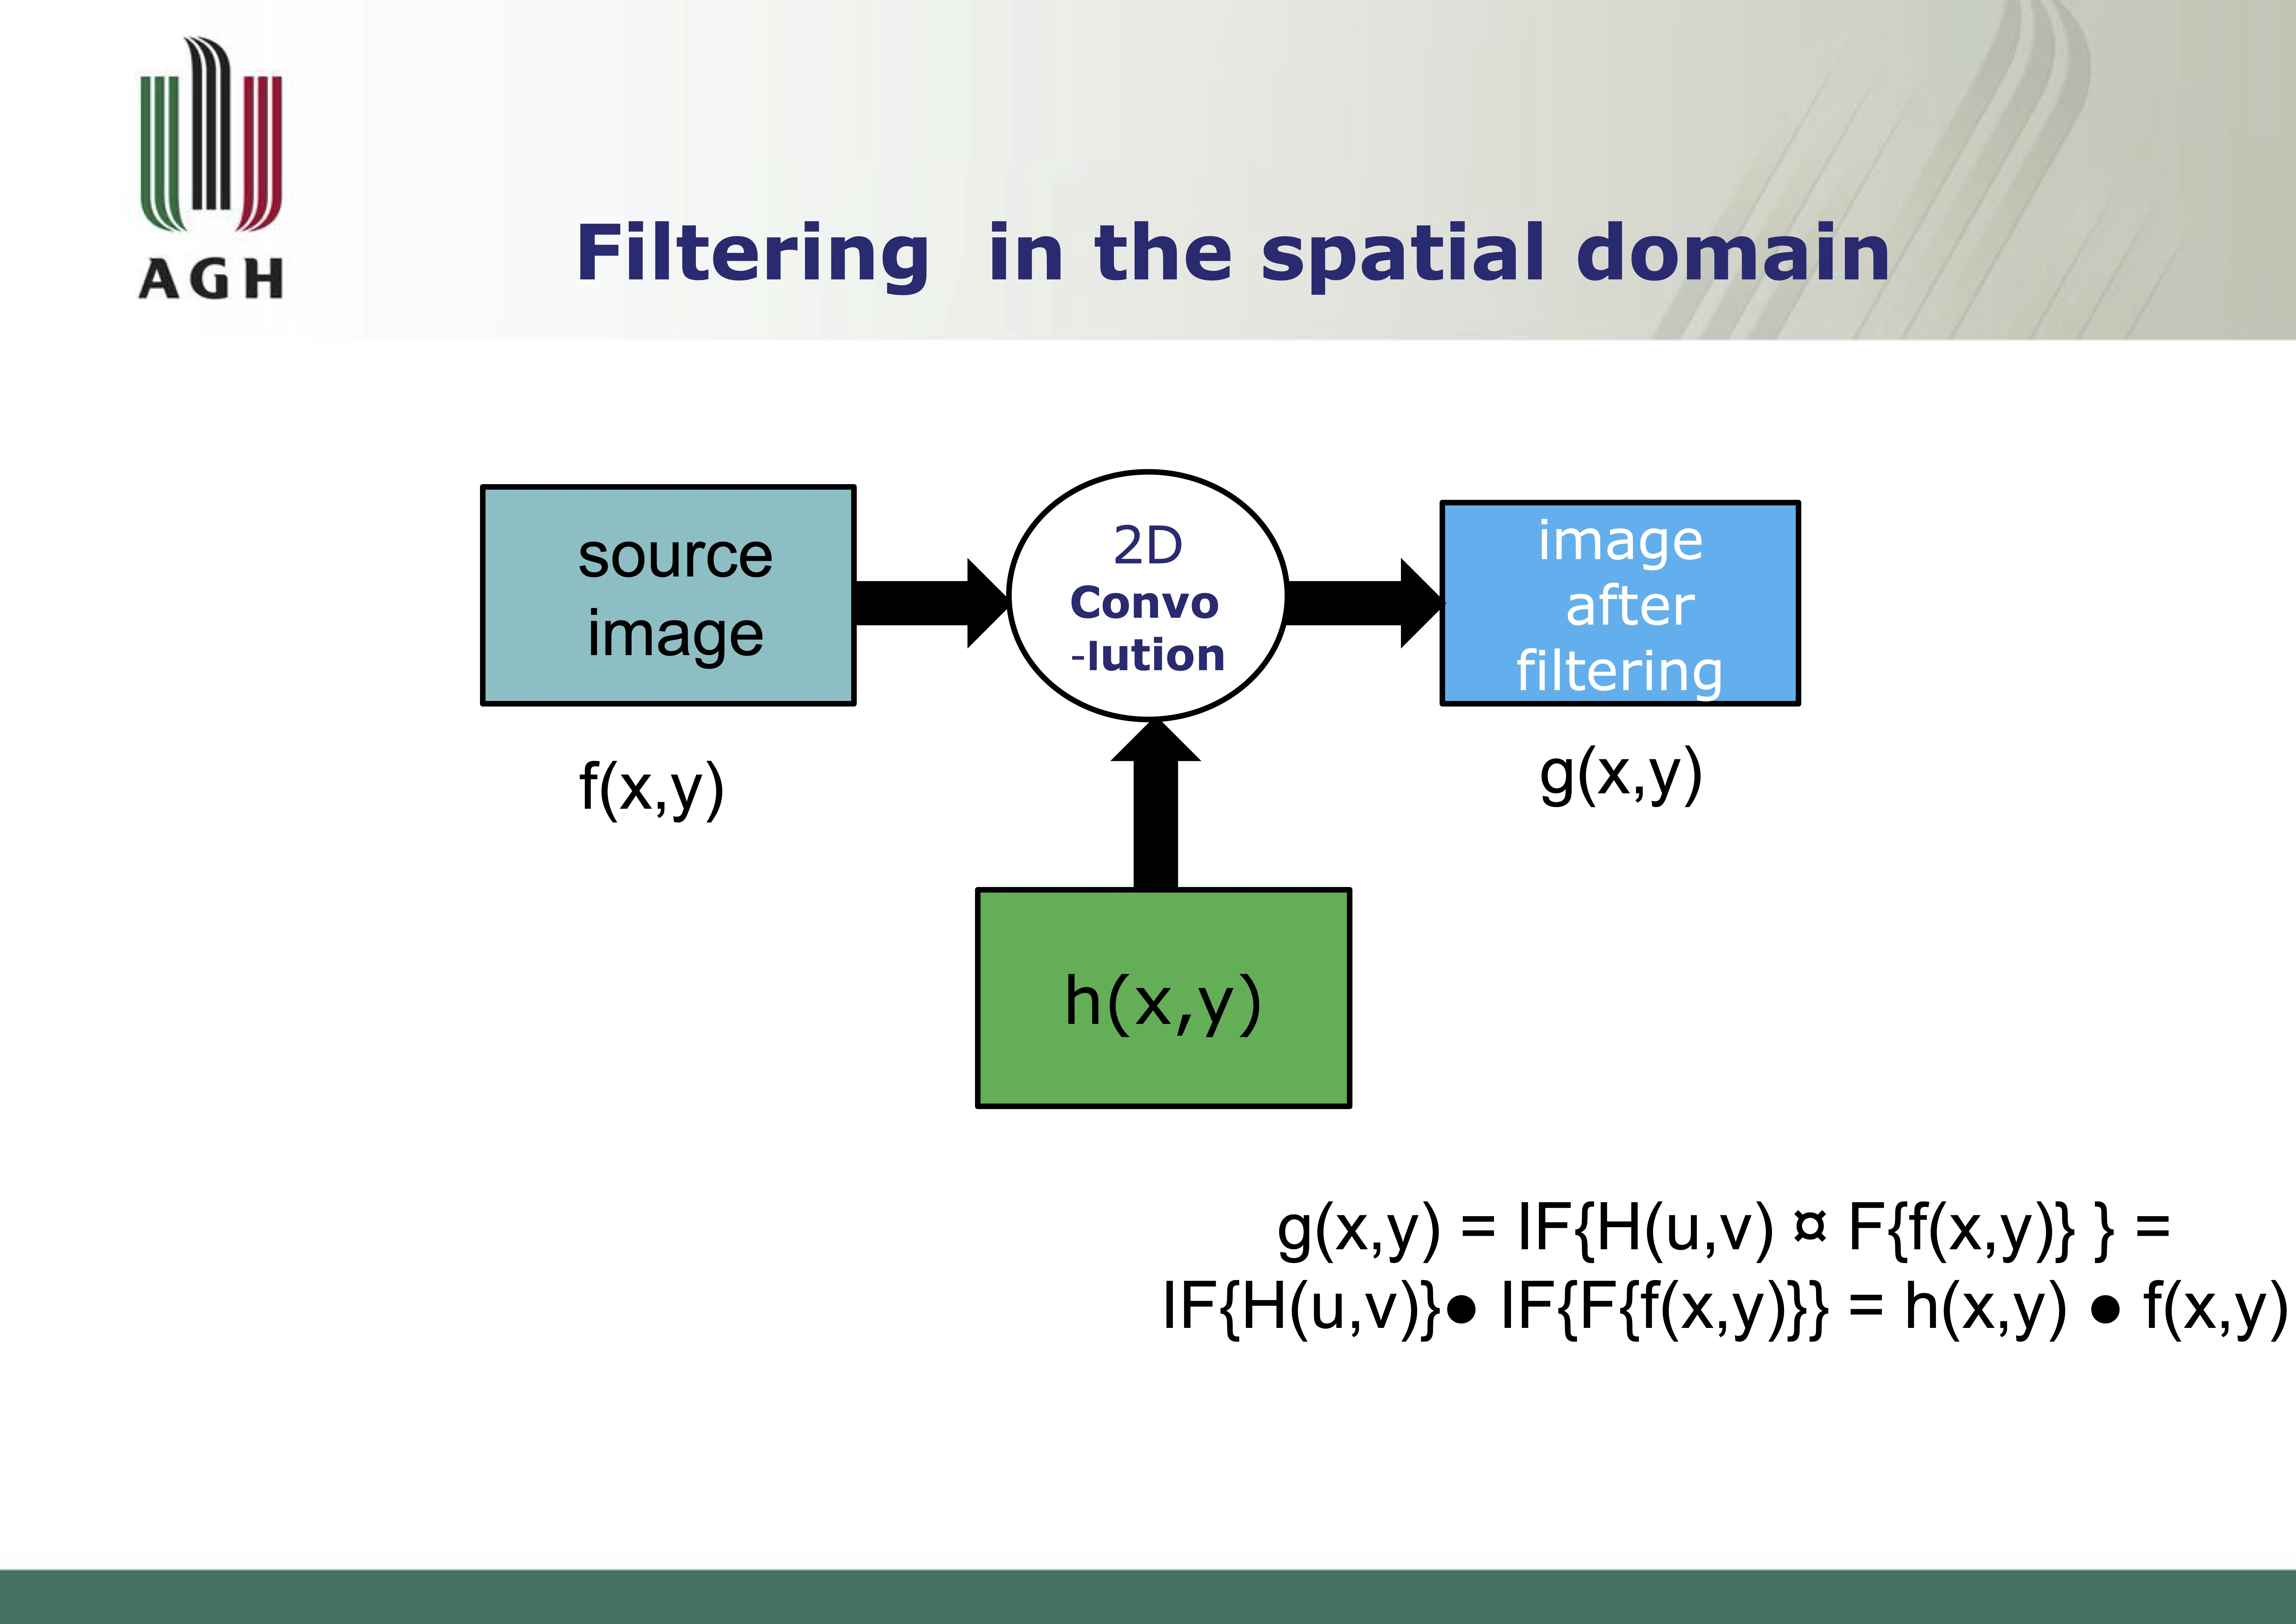 AGH
Filtering  in the spatial domain
source
image
2D
Convo
-lution
image
after
filtering
f(x,y)
g(x,y)
h(x,y)
g(x,y) = IF{H(u,v) ¤ F{f(x,y)} } =
IF{H(u,v)}● IF{F{f(x,y)}} = h(x,y) ● f(x,y)